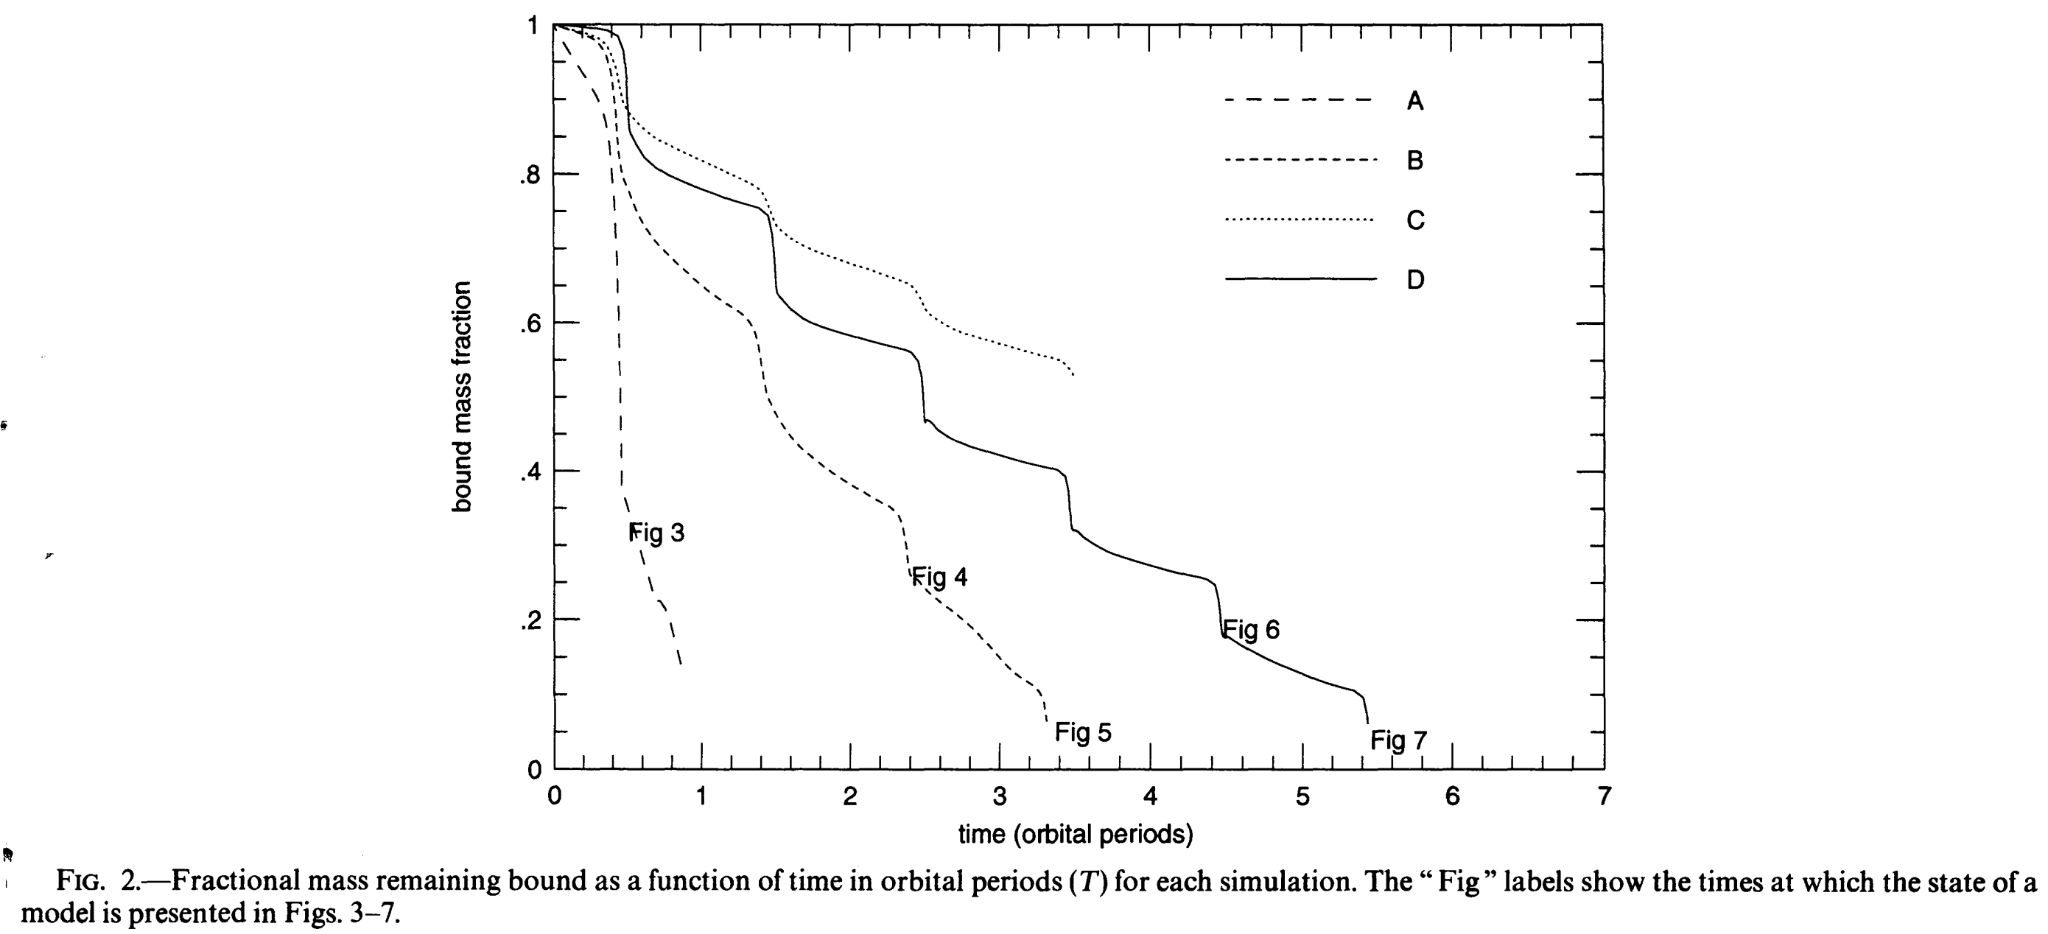 1
.8
.6
.4
.2
0
bound mass fraction
A
B
C
D
Fig 3
Fig 4
Fig 5
Fig 6
Fig 7
0 1 2 3 4 5 6 7
time (orbital periods)
FIG. 2.—Fractional mass remaining bound as a function of time in orbital periods (T) for each simulation. The “Fig” labels show the times at which the state of a
model is presented in Figs. 3–7.